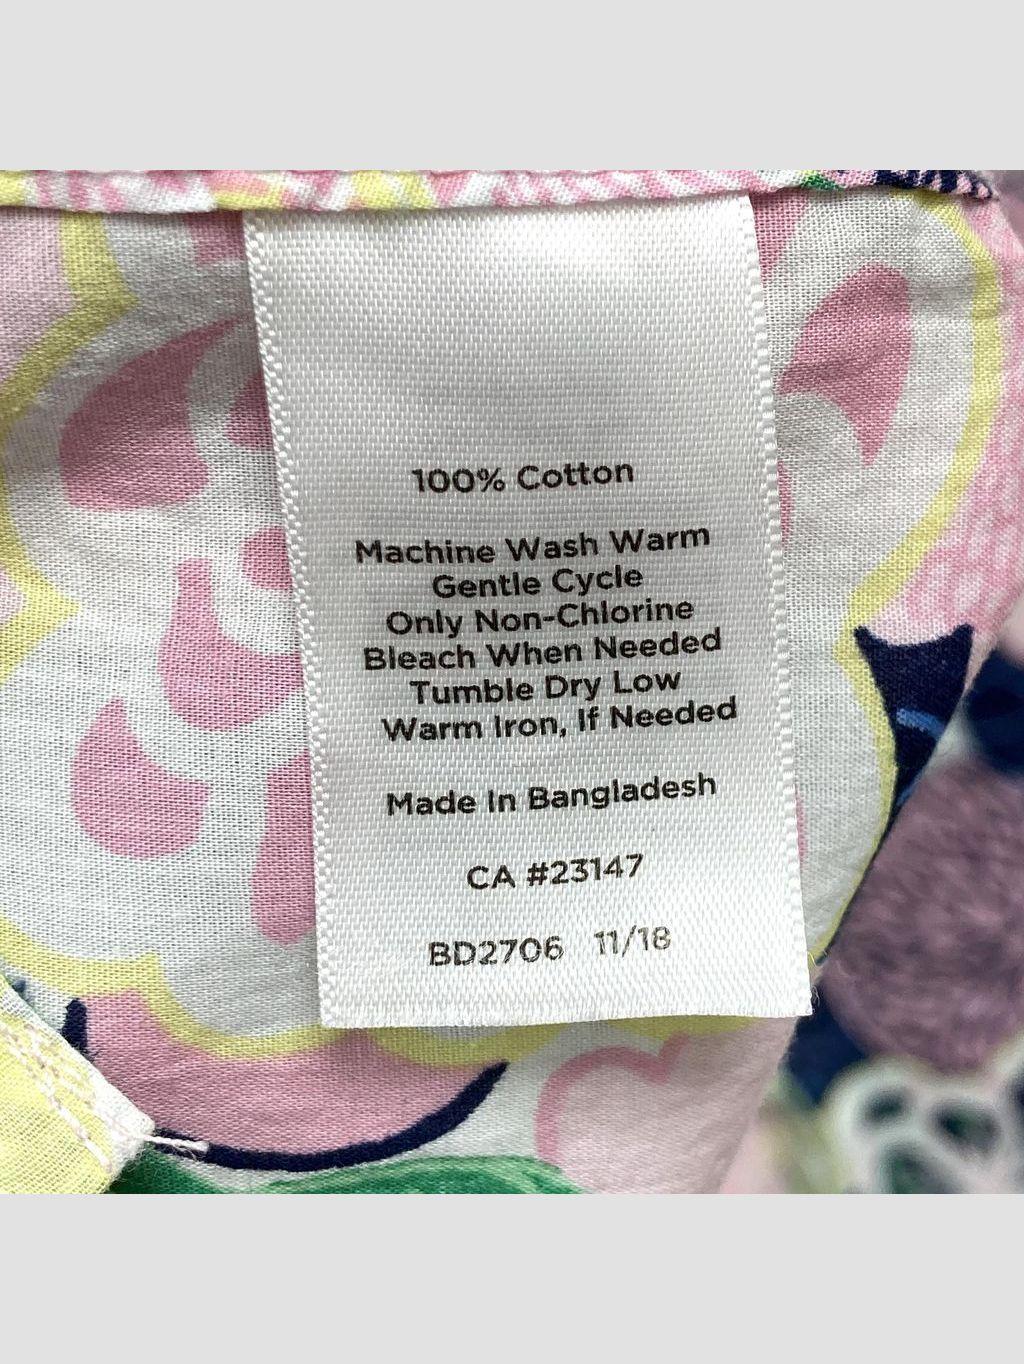 100% Cotton
Machine Wash Warm
Gentle Cycle
Only Non-Chlorine
Bleach When Needed
Tumble Dry Low
Warm Iron, If Needed
Made In Bangladesh
CA #23147
BD2706 11/18